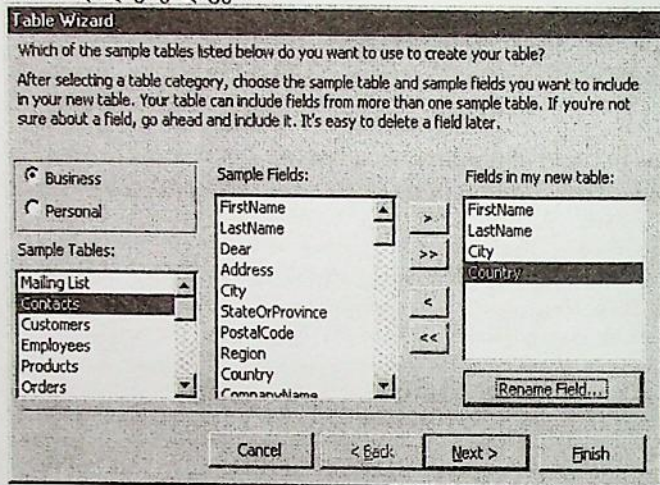 Table Wizard
Which of the sample tables listed below do you want to use to create your table?
After selecting a table category, choose the sample table and sample fields you want to include
in your new table. Your table can include fields from more than one sample table. If you're not
sure about a field, go ahead and include it. It's easy to delete a field later.
Business
Personal
Sample Tables:
Mailing List
Contacts
Customers
Employees
Products
Orders
Sample Fields:
FirstName
LastName
Dear
Address
City
StateOrProvince
PostalCode
Region
Country
CompanyName
>
>>
<
<<
Fields in my new table:
FirstName
LastName
City
Country
Rename Field...
Cancel
< Back
Next >
Finish